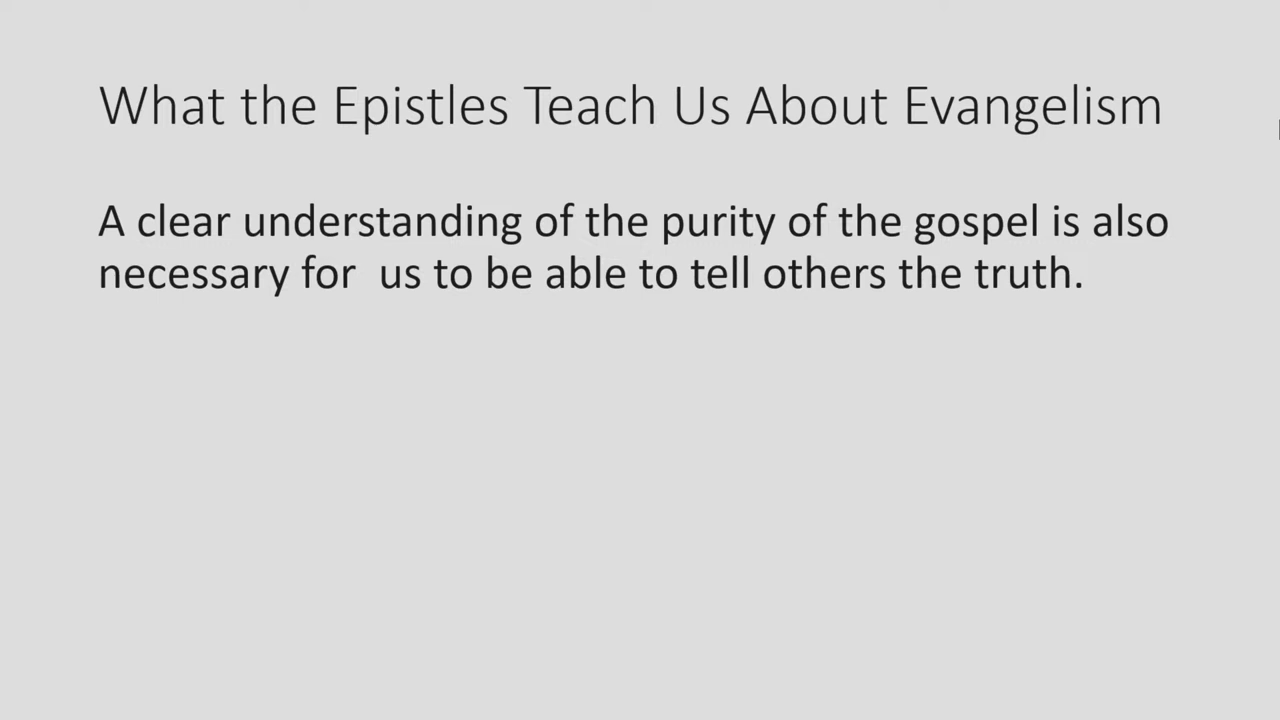 What the Epistles Teach Us About Evangelism
A clear understanding of the purity of the gospel is also
necessary for  us to be able to tell others the truth.